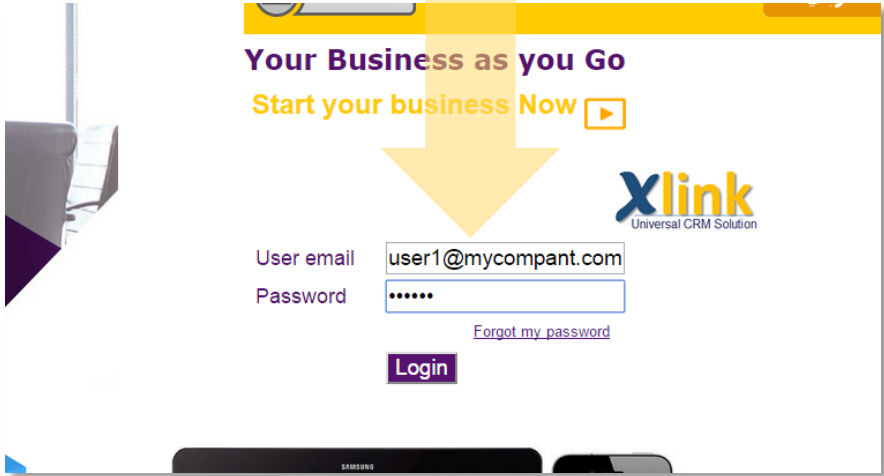 Your Business as you Go
Start your business Now
Xlink
Universal CRM Solution
User email user1@mycompant.com
Password ••••••
Forgot my password
Login
SAMSUNG